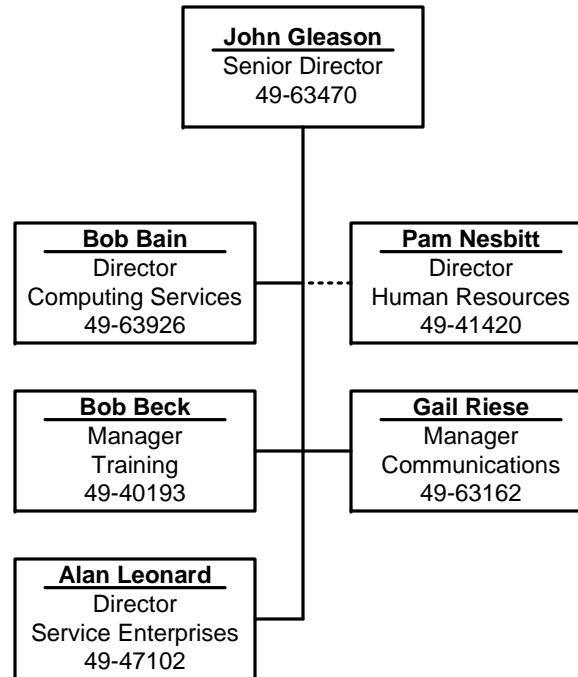 John Gleason
Senior Director
49-63470
Bob Bain
Director
Computing Services
49-63926
Pam Nesbitt
Director
Human Resources
49-41420
Bob Beck
Manager
Training
49-40193
Gail Riese
Manager
Communications
49-63162
Alan Leonard
Director
Service Enterprises
49-47102